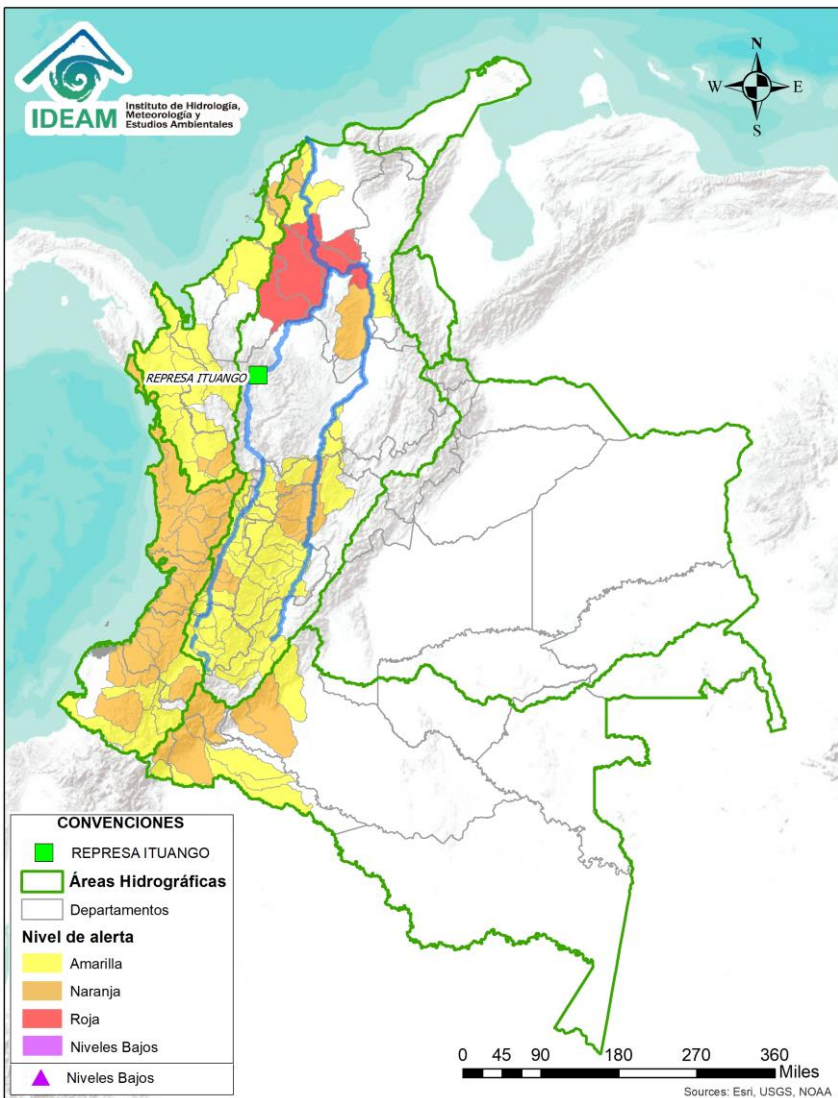 IDEAM
Instituto de Hidrología,
Meteorología y
Estudios Ambientales
N
W
E
S
REPRESA ITUANGO
CONVENCIONES
REPRESA ITUANGO
Áreas Hidrográficas
Departamentos
Nivel de alerta
Amarilla
Naranja
Roja
Niveles Bajos
Niveles Bajos
0 45 90 180 270 360
Miles
Sources: Esri, USGS, NOAA